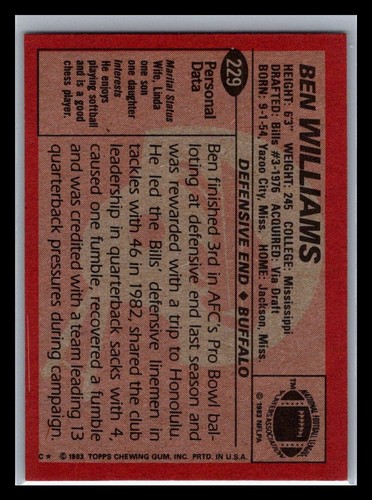 BEN WILLIAMS
HEIGHT: 6'3" WEIGHT: 245 COLLEGE: Mississippi
DRAFTED: Bills #3-1976 ACQUIRED: Via Draft
BORN: 9-1-54, Yazoo City, Miss. HOME: Jackson, Miss.
DEFENSIVE END ♦ BUFFALO
NATIONAL FOOTBALL LEAGUE
PLAYERS ASSOCIATION
TM
© 1983 NFLPA
229
Personal
Data
Marital Status
Wife, Linda
one son
one daughter
Interests
He enjoys
playing softball
and is a good
chess player.
Ben finished 3rd in AFC's Pro Bowl bal-
loting at defensive end last season and
was rewarded with a trip to Honolulu.
He led the Bills' defensive linemen in
tackles with 46 in 1982, shared the club
leadership in quarterback sacks with 4,
caused one fumble, recovered a fumble
and was credited with a team leading 13
quarterback pressures during campaign.
C* © 1983 TOPPS CHEWING GUM, INC. PRTD. IN U.S.A.